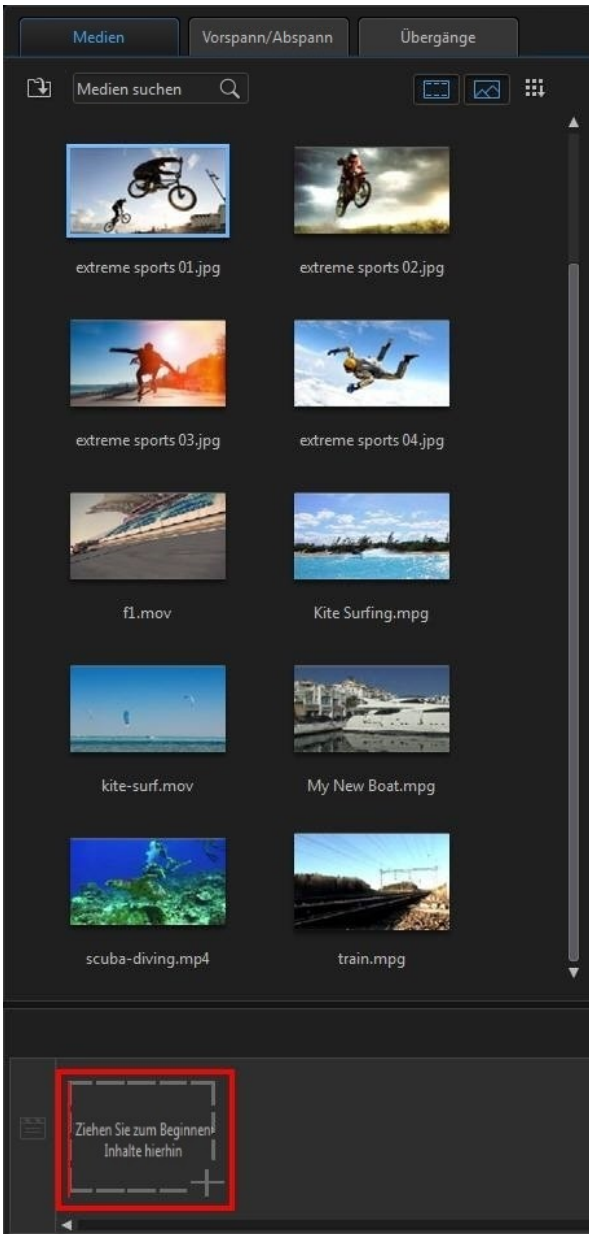 Medien Vorspann/Abspann Übergänge
Medien suchen
extreme sports 01.jpg extreme sports 02.jpg
extreme sports 03.jpg extreme sports 04.jpg
f1.mov Kite Surfing.mpg
kite-surf.mov My New Boat.mpg
scuba-diving.mp4 train.mpg
Ziehen Sie zum Beginnen
Inhalte hierhin